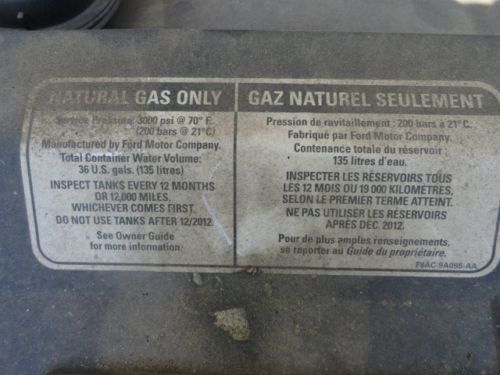 NATURAL GAS ONLY
Service Pressure: 3000 psi @ 70° F.
(200 bars @ 21°C)
Manufactured by Ford Motor Company.
Total Container Water Volume:
36 U.S. gals. (135 litres)
INSPECT TANKS EVERY 12 MONTHS
OR 12,000 MILES,
WHICHEVER COMES FIRST.
DO NOT USE TANKS AFTER 12/2012.
See Owner Guide
for more information.
GAZ NATUREL SEULEMENT
Pression de ravitaillement : 200 bars à 21°C.
Fabriqué par Ford Motor Company.
Contenance totale du réservoir :
135 litres d'eau.
INSPECTER LES RÉSERVOIRS TOUS
LES 12 MOIS OU 19 000 KILOMÈTRES,
SELON LE PREMIER TERME ATTEINT.
NE PAS UTILISER LES RÉSERVOIRS
APRÈS DÉC. 2012.
Pour de plus amples renseignements,
se reporter au Guide du propriétaire.
F8AC-9A095-AA